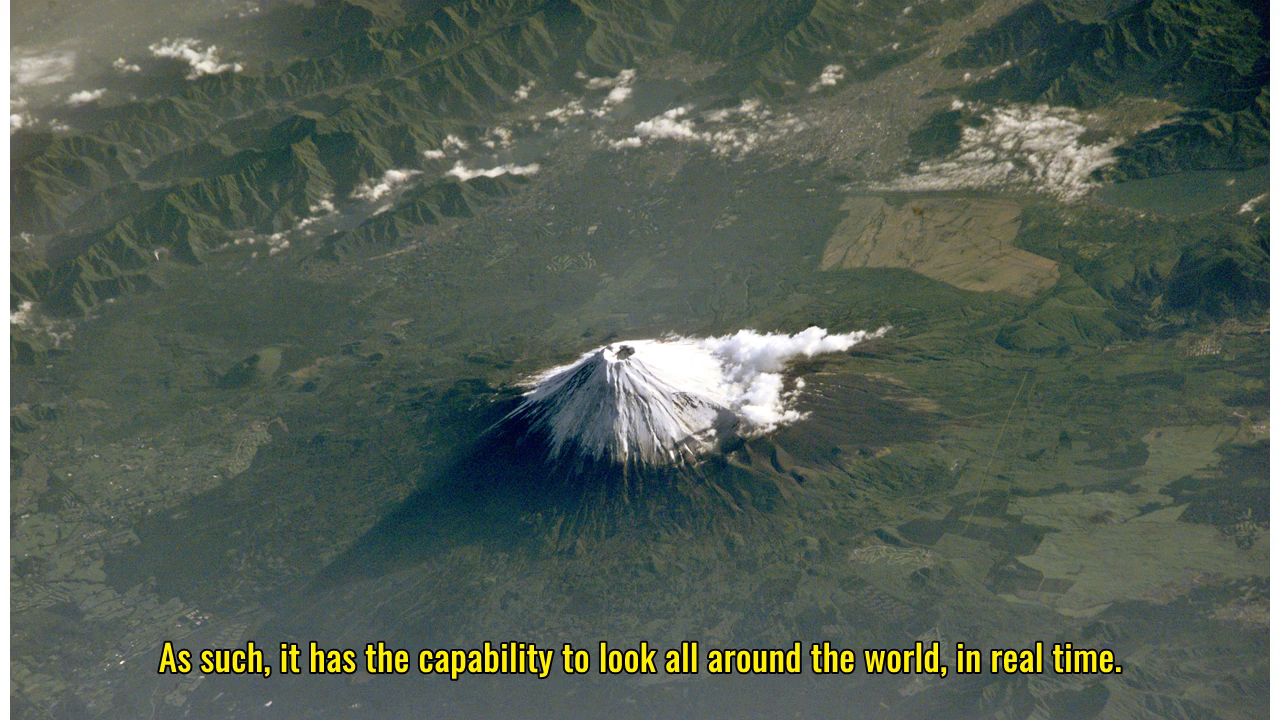 As such, it has the capability to look all around the world, in real time.